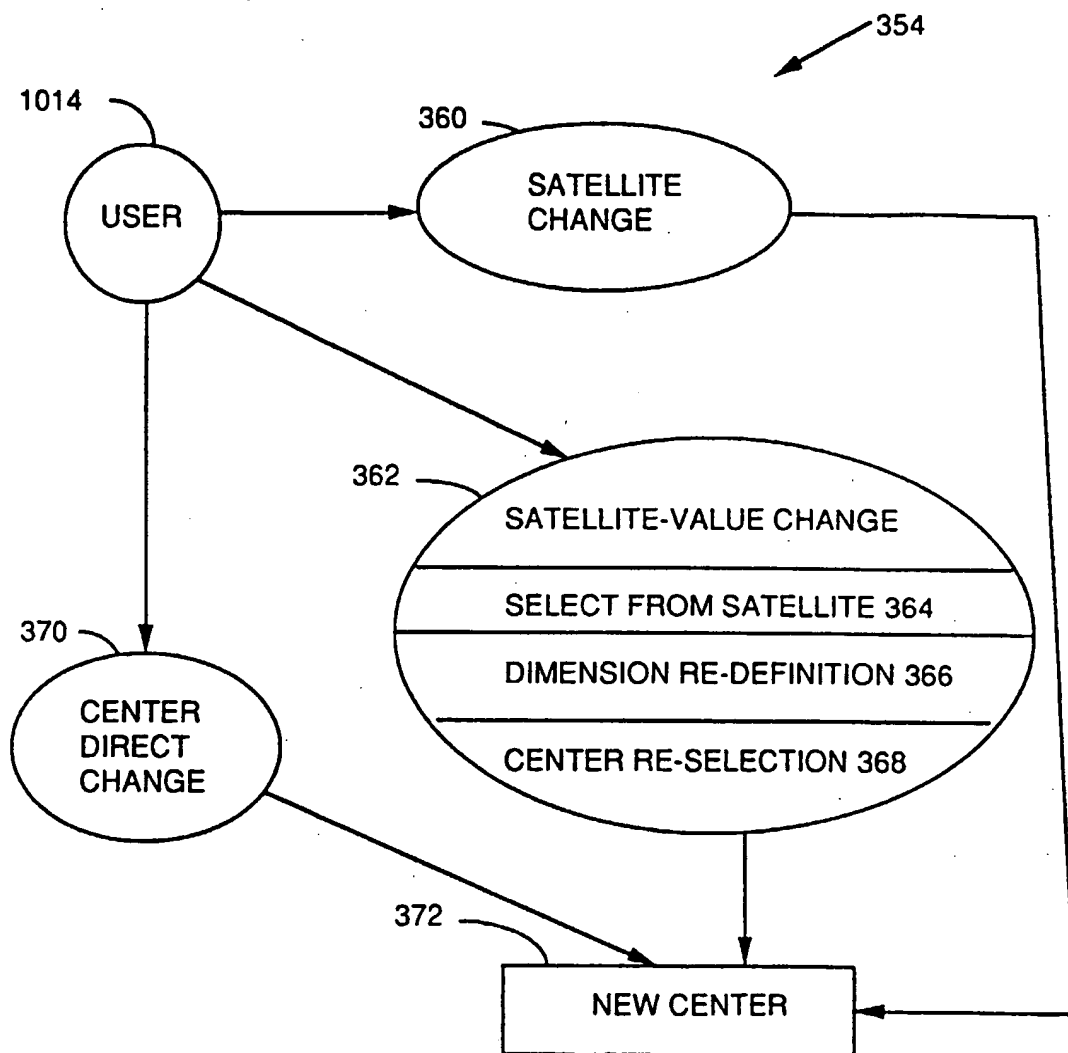 354
1014
360
USER
SATELLITE
CHANGE
362
SATELLITE-VALUE CHANGE
SELECT FROM SATELLITE 364
DIMENSION RE-DEFINITION 366
CENTER RE-SELECTION 368
370
CENTER
DIRECT
CHANGE
372
NEW CENTER